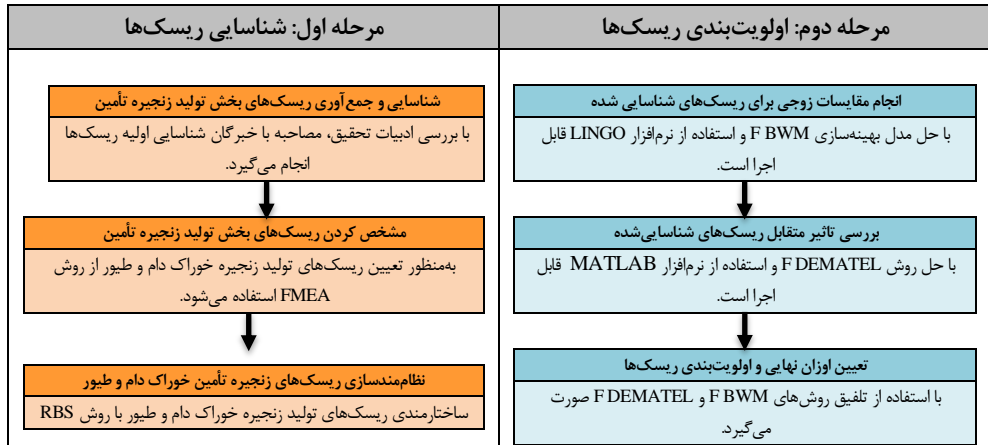 مرحله اول: شناسایی ریسک‌ها
شناسایی و جمع‌آوری ریسک‌های بخش تولید زنجیره تأمین
با بررسی ادبیات تحقیق، مصاحبه با خبرگان شناسایی اولیه ریسک‌ها
انجام می‌گیرد.
مشخص کردن ریسک‌های بخش تولید زنجیره تأمین
به‌منظور تعیین ریسک‌های تولید زنجیره خوراک دام و طیور از روش
FMEA استفاده می‌شود.
نظام‌مندسازی ریسک‌های زنجیره تأمین خوراک دام و طیور
ساختارمندی ریسک‌های تولید زنجیره خوراک دام و طیور با روش RBS
مرحله دوم: اولویت‌بندی ریسک‌ها
انجام مقایسات زوجی برای ریسک‌های شناسایی شده
با حل مدل بهینه‌سازی F BWM و استفاده از نرم‌افزار LINGO قابل
اجرا است.
بررسی تاثیر متقابل ریسک‌های شناسایی‌شده
با حل روش F DEMATEL و استفاده از نرم‌افزار MATLAB قابل
اجرا است.
تعیین اوزان نهایی و اولویت‌بندی ریسک‌ها
با استفاده از تلفیق روش‌های F BWM و F DEMATEL صورت
می‌گیرد.